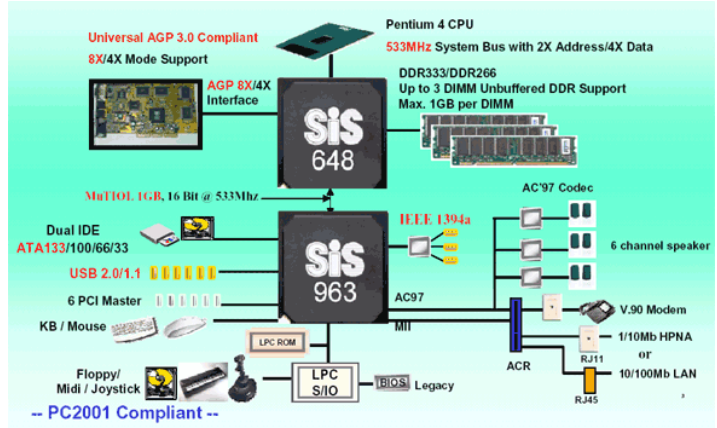 Universal AGP 3.0 Compliant
8X/4X Mode Support
Pentium 4 CPU
533MHz System Bus with 2X Address/4X Data
AGP 8X/4X
Interface
DDR333/DDR266
Up to 3 DIMM Unbuffered DDR Support
Max. 1GB per DIMM
SiS
648
MuTIOL 1GB, 16 Bit @ 533Mhz
AC'97 Codec
Dual IDE
ATA133/100/66/33
IEEE 1394a
6 channel speaker
USB 2.0/1.1
SiS
963
6 PCI Master
AC97
V.90 Modem
KB / Mouse
MII
LPC ROM
1/10Mb HPNA
RJ11
or
ACR
Floppy/
Midi / Joystick
LPC
S/IO
BIOS
Legacy
10/100Mb LAN
RJ45
-- PC2001 Compliant --